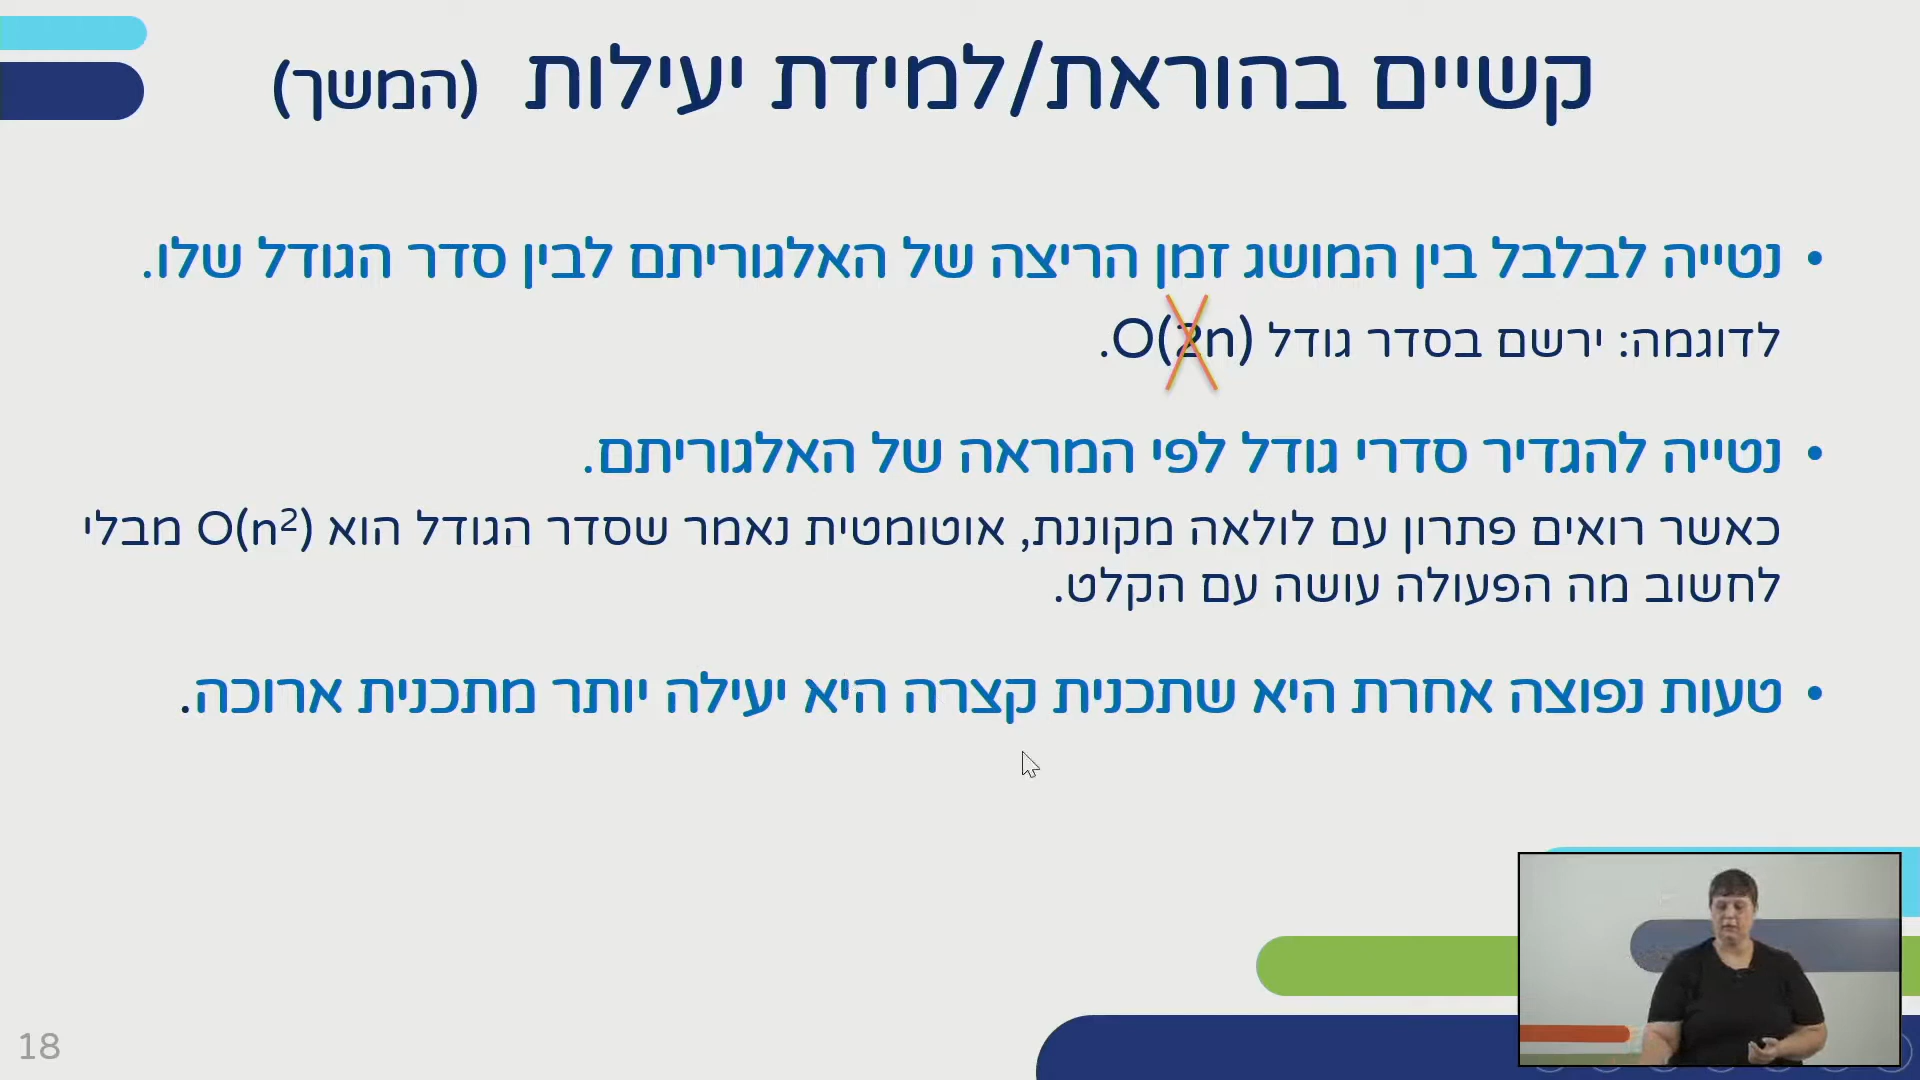 קשיים בהוראת/למידת יעילות (המשך)
• נטייה לבלבל בין המושג זמן הריצה של האלגוריתם לבין סדר הגודל שלו.
לדוגמה: ירשם בסדר גודל O(2n).
• נטייה להגדיר סדרי גודל לפי המראה של האלגוריתם.
כאשר רואים פתרון עם לולאה מקוננת, אוטומטית נאמר שסדר הגודל הוא O(n²) מבלי
לחשוב מה הפעולה עושה עם הקלט.
• טעות נפוצה אחרת היא שתכנית קצרה היא יעילה יותר מתכנית ארוכה.
18